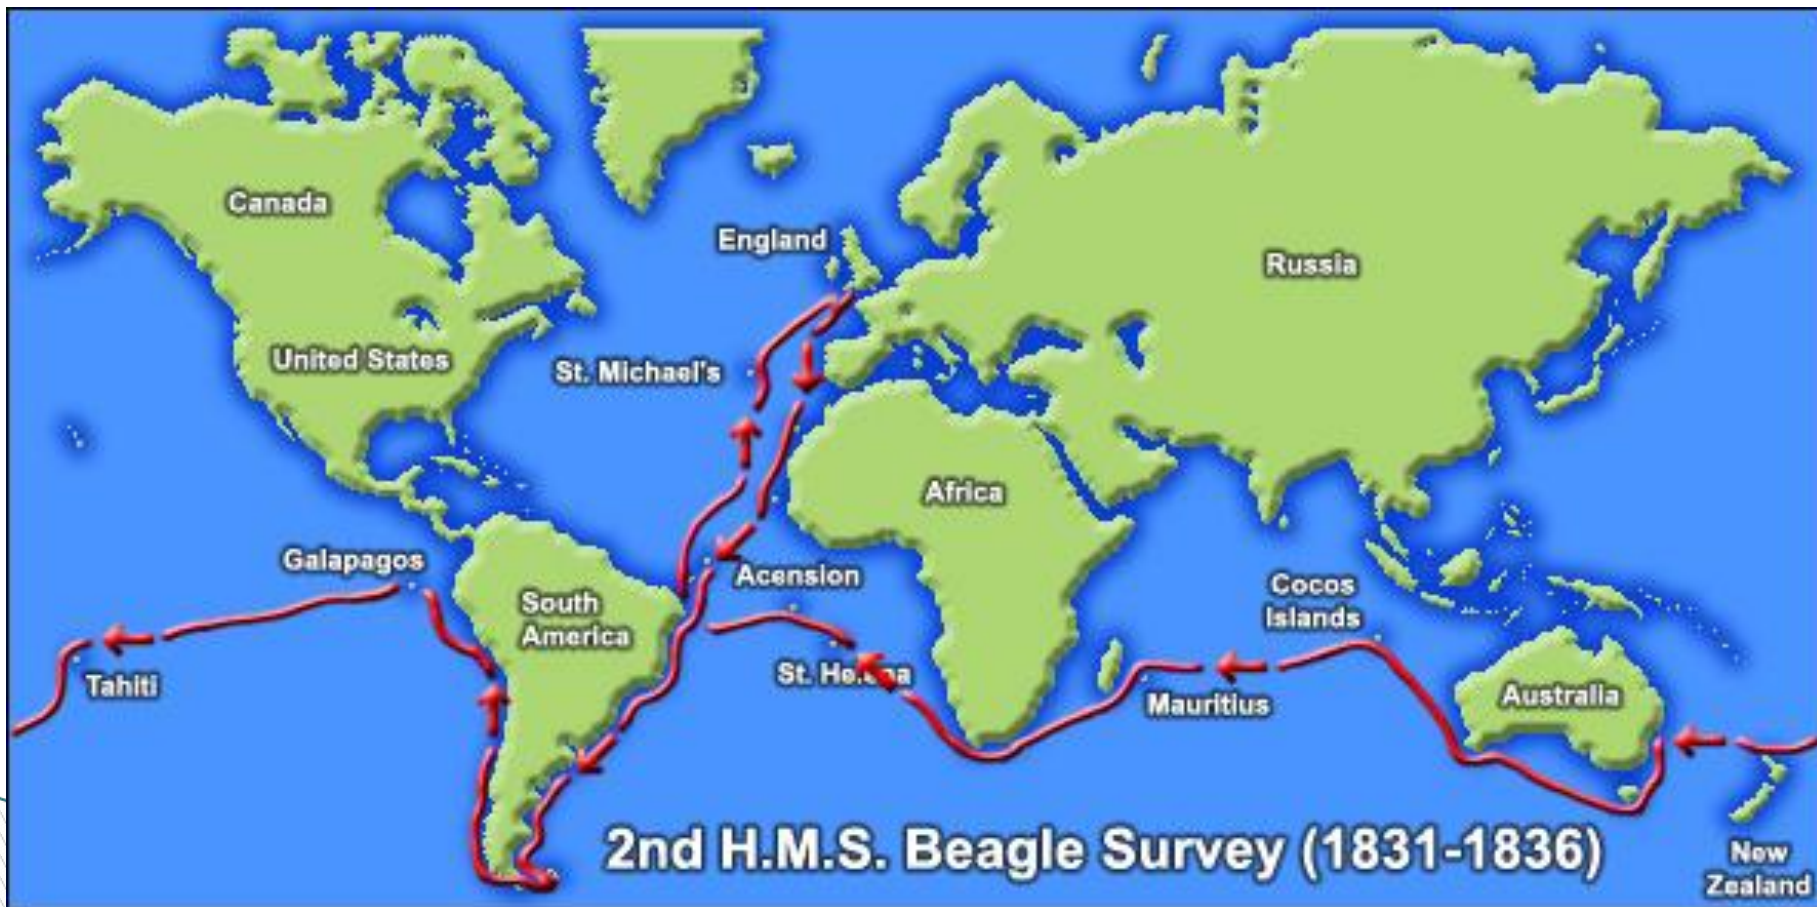 Canada
England
Russia
United States
St. Michael's
Africa
Galapagos
Acension
South
America
Cocos
Islands
Tahiti
St. Helena
Mauritius
Australia
2nd H.M.S. Beagle Survey (1831-1836)
New
Zealand